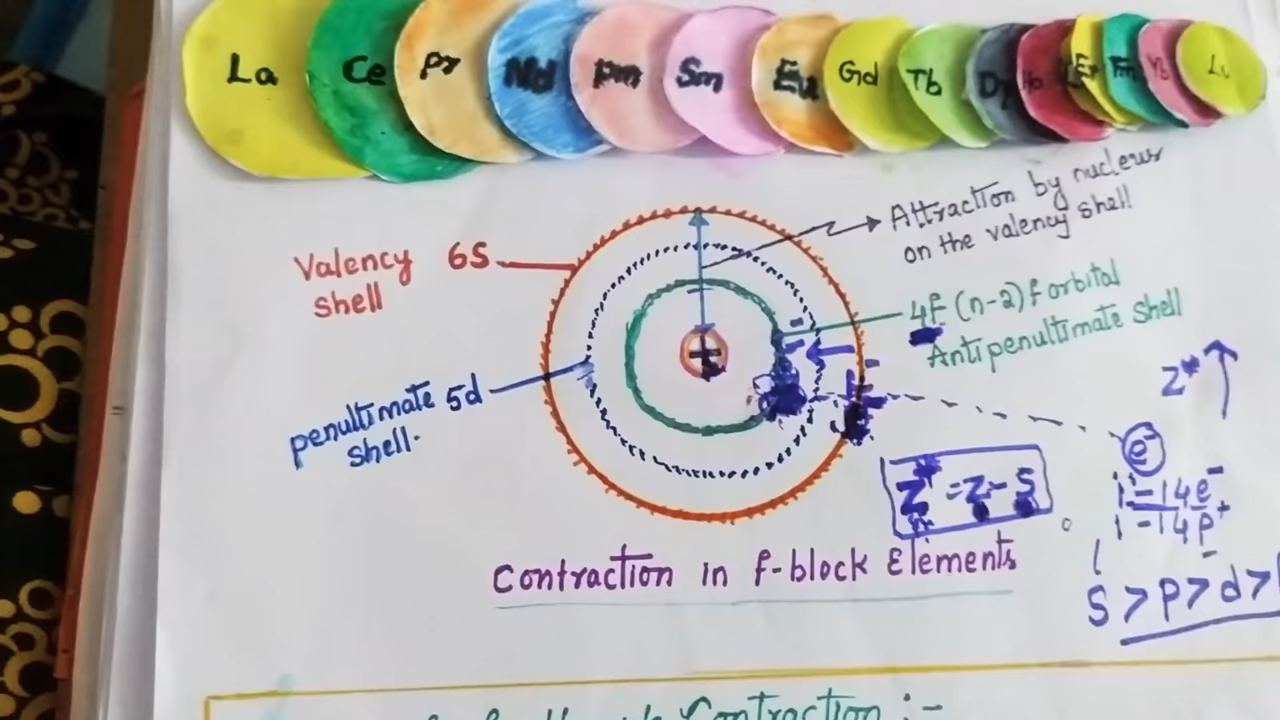 La Ce Pr Nd Pm Sm Eu Gd Tb Dy Ho Er Tm Yb Lu
Attraction by nucleus
on the valency shell
Valency 6S
shell
4f (n-2) f orbital
Antipenultimate shell
penultimate 5d
shell.
Z* ↑
e-
1-14e-
1-14p+
Z* = Z - S
S > P > d >
Contraction in f-block Elements
Contraction :-